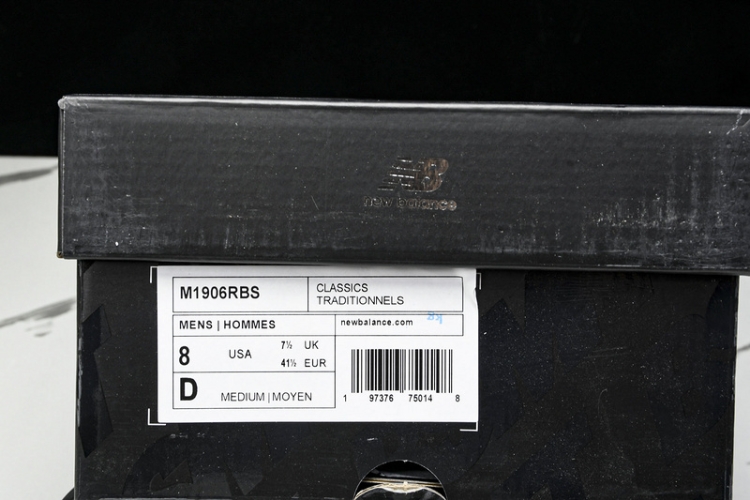 new balance
M1906RBS
CLASSICS
TRADITIONNELS
MENS | HOMMES
newbalance.com
8 USA 7½ UK
41½ EUR
D MEDIUM | MOYEN
1 97376 75014 8